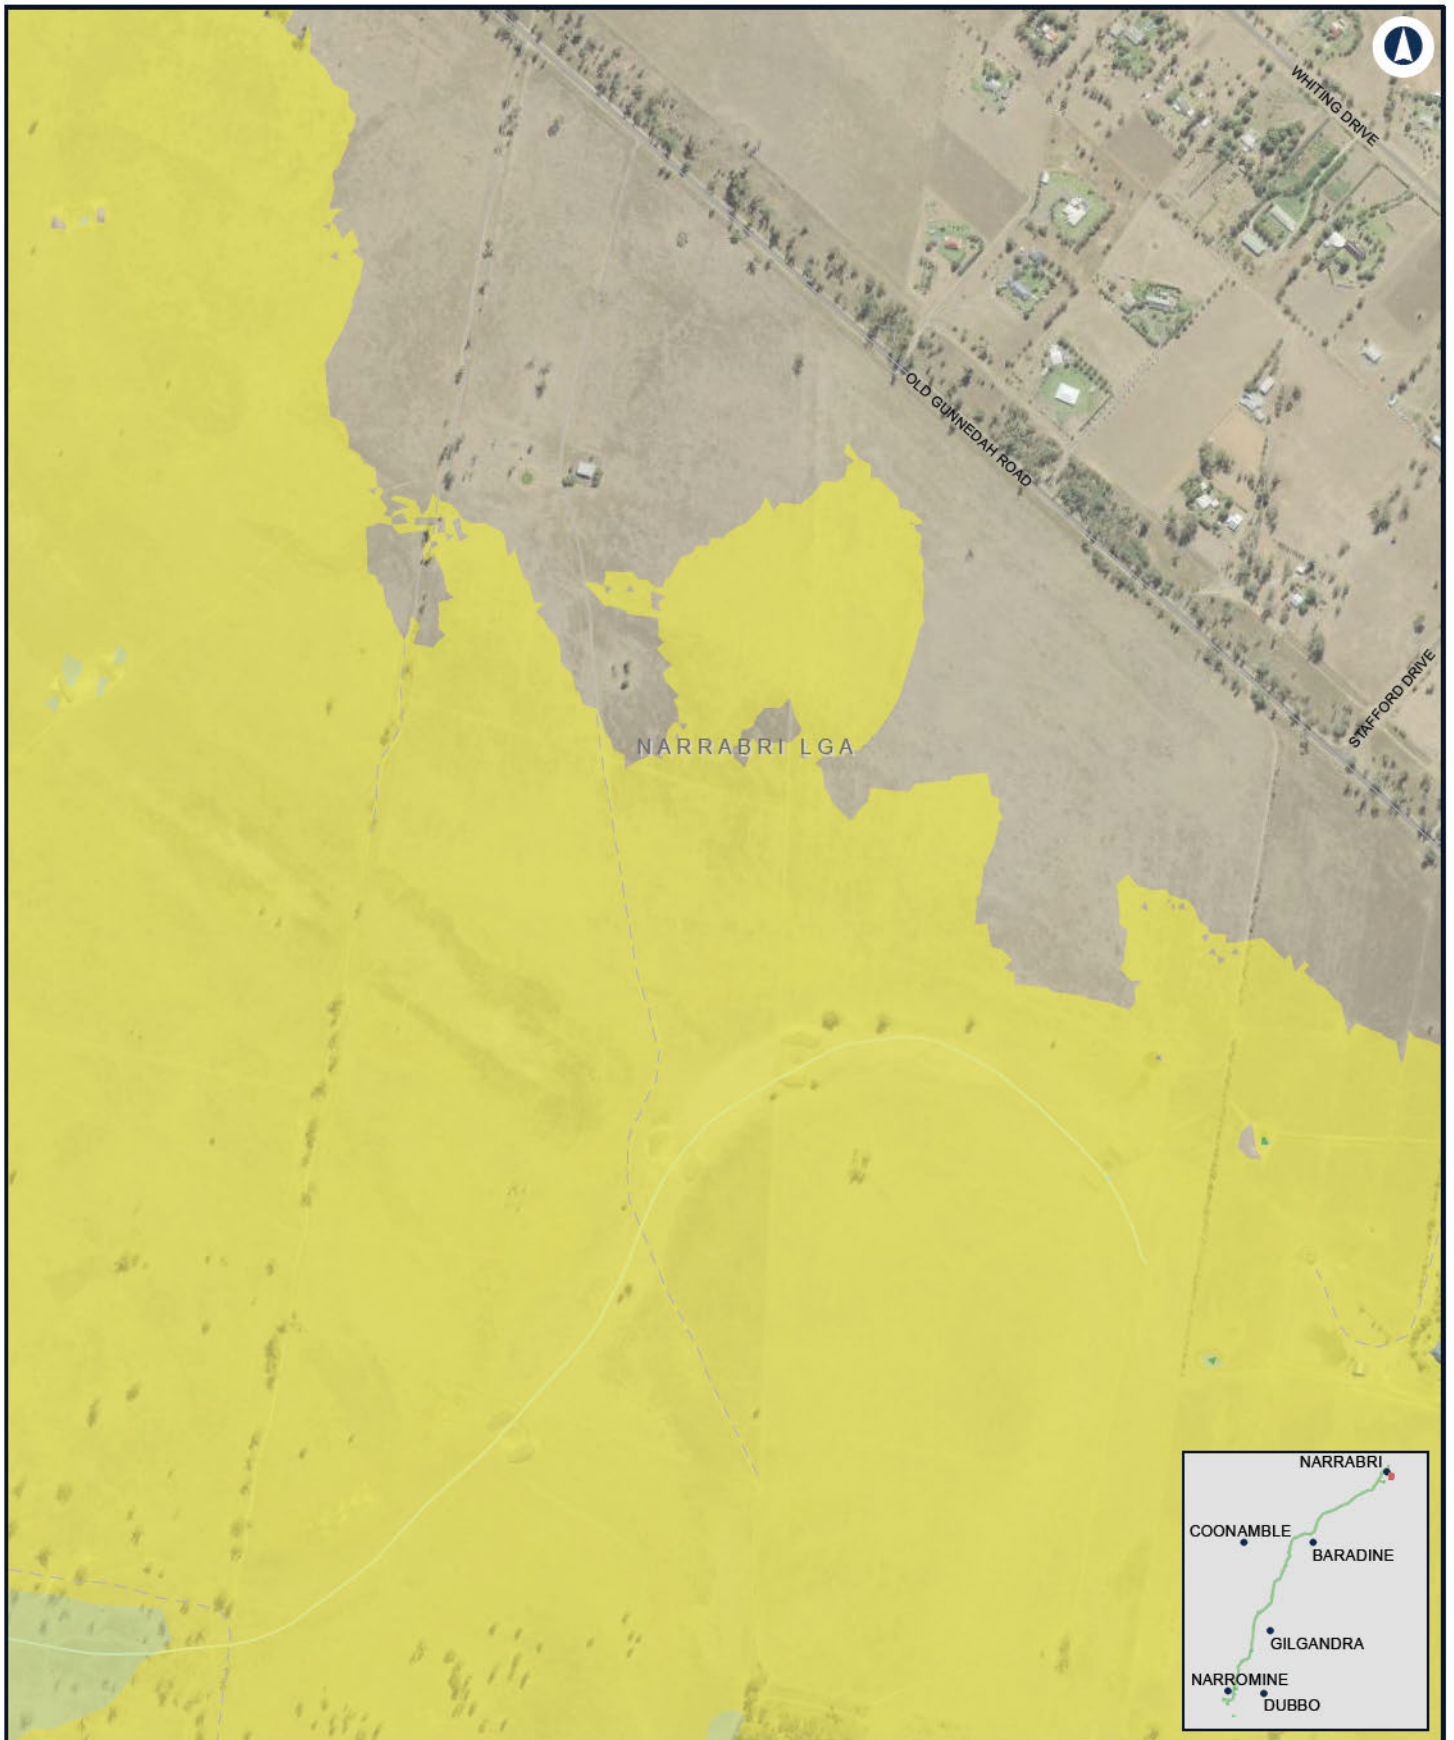 WHITING DRIVE
OLD GUNNEDAH ROAD
STAFFORD DRIVE
NARRABRI LGA
NARRABRI
COONAMBLE
BARADINE
GILGANDRA
NARROMINE
DUBBO